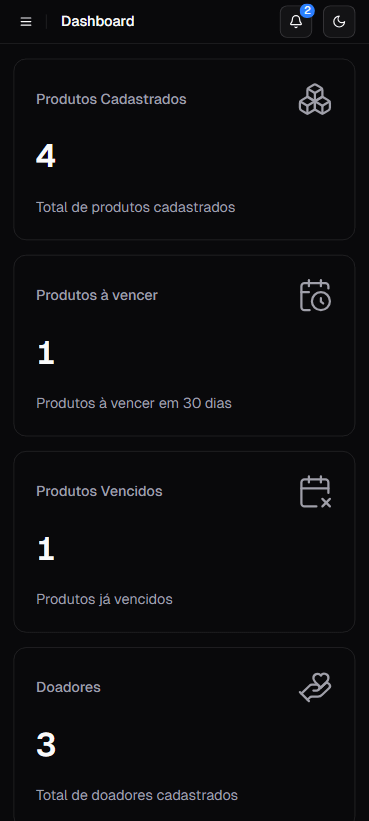 Dashboard
2
Produtos Cadastrados
4
Total de produtos cadastrados
Produtos à vencer
1
Produtos à vencer em 30 dias
Produtos Vencidos
1
Produtos já vencidos
Doadores
3
Total de doadores cadastrados